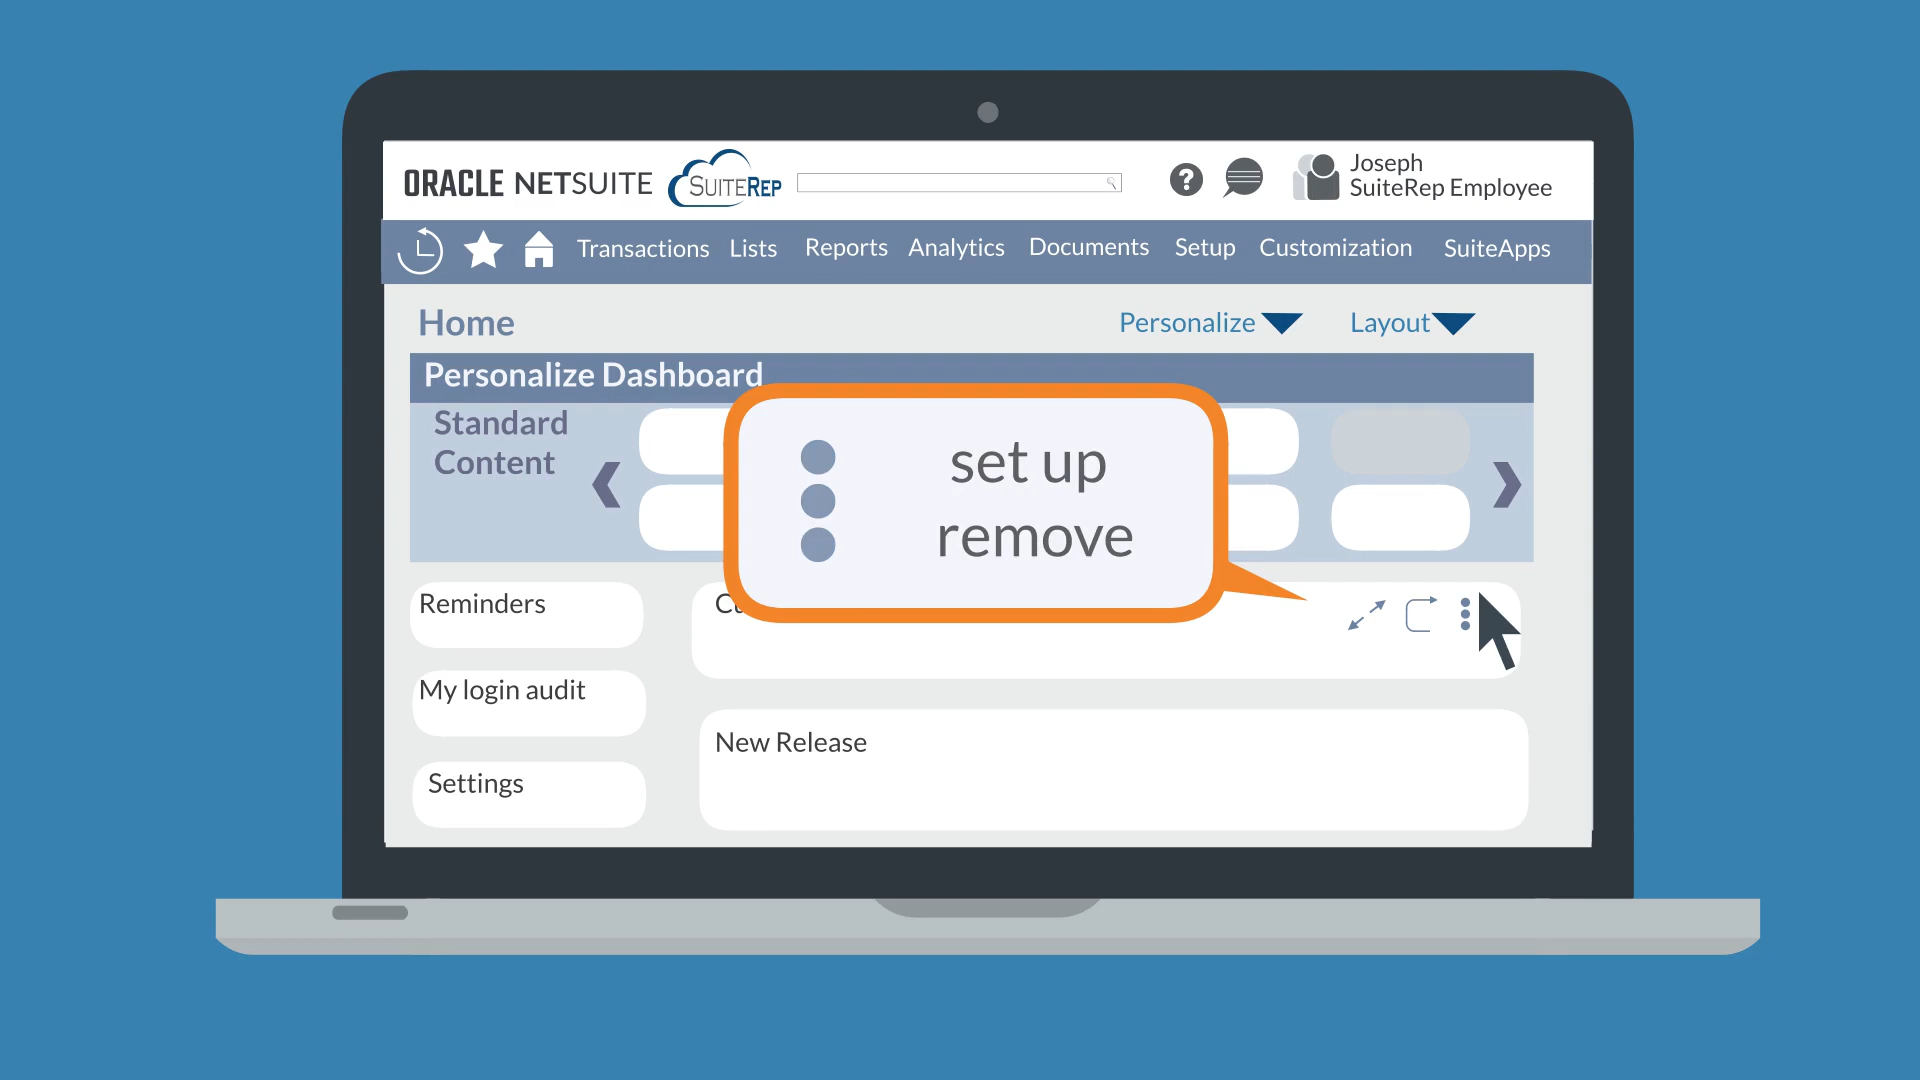 ORACLE NETSUITE
SUITEREP
Joseph
SuiteRep Employee
Transactions Lists Reports Analytics Documents Setup Customization SuiteApps
Home
Personalize
Layout
Personalize Dashboard
Standard
Content
set up
remove
Reminders
My login audit
Settings
New Release